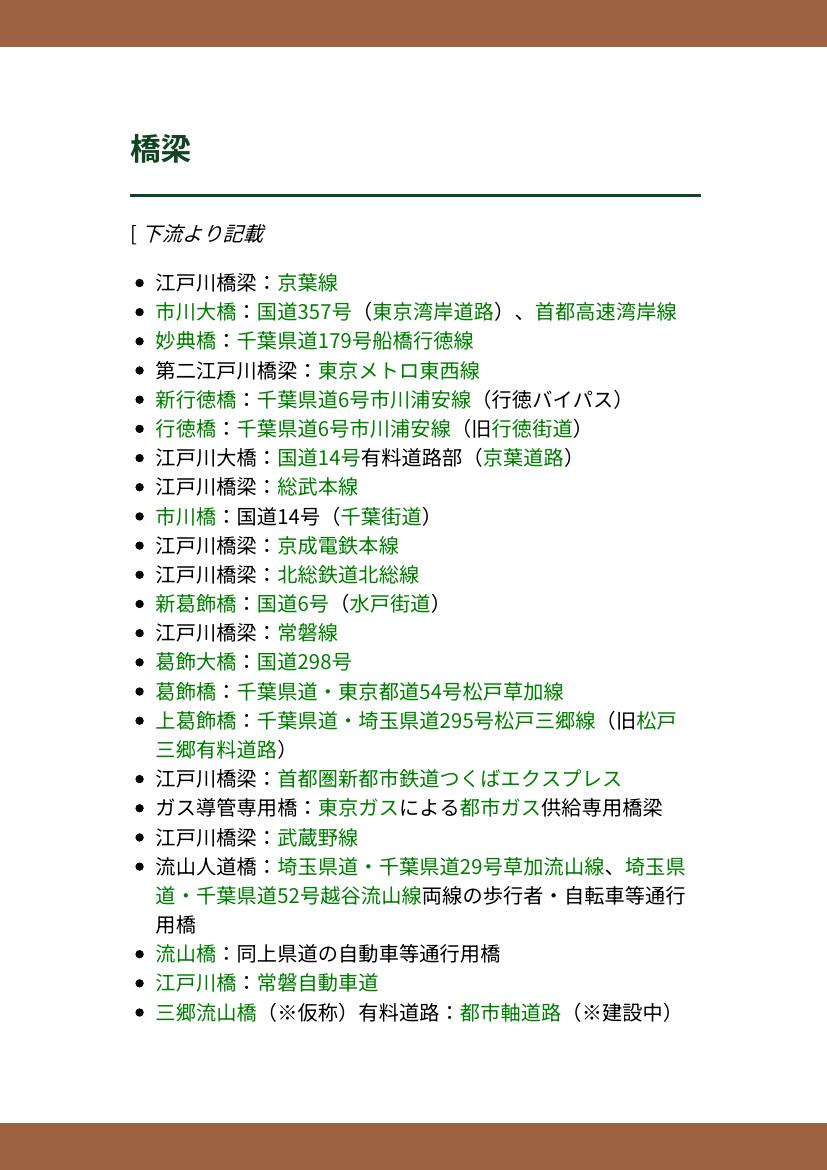 橋梁
[ 下流より記載
• 江戸川橋梁：京葉線
• 市川大橋：国道357号（東京湾岸道路）、首都高速湾岸線
• 妙典橋：千葉県道179号船橋行徳線
• 第二江戸川橋梁：東京メトロ東西線
• 新行徳橋：千葉県道6号市川浦安線（行徳バイパス）
• 行徳橋：千葉県道6号市川浦安線（旧行徳街道）
• 江戸川大橋：国道14号有料道路部（京葉道路）
• 江戸川橋梁：総武本線
• 市川橋：国道14号（千葉街道）
• 江戸川橋梁：京成電鉄本線
• 江戸川橋梁：北総鉄道北総線
• 新葛飾橋：国道6号（水戸街道）
• 江戸川橋梁：常磐線
• 葛飾大橋：国道298号
• 葛飾橋：千葉県道・東京都道54号松戸草加線
• 上葛飾橋：千葉県道・埼玉県道295号松戸三郷線（旧松戸
三郷有料道路）
• 江戸川橋梁：首都圏新都市鉄道つくばエクスプレス
• ガス導管専用橋：東京ガスによる都市ガス供給専用橋梁
• 江戸川橋梁：武蔵野線
• 流山人道橋：埼玉県道・千葉県道29号草加流山線、埼玉県
道・千葉県道52号越谷流山線両線の歩行者・自転車等通行
用橋
• 流山橋：同上県道の自動車等通行用橋
• 江戸川橋：常磐自動車道
• 三郷流山橋（※仮称）有料道路：都市軸道路（※建設中）